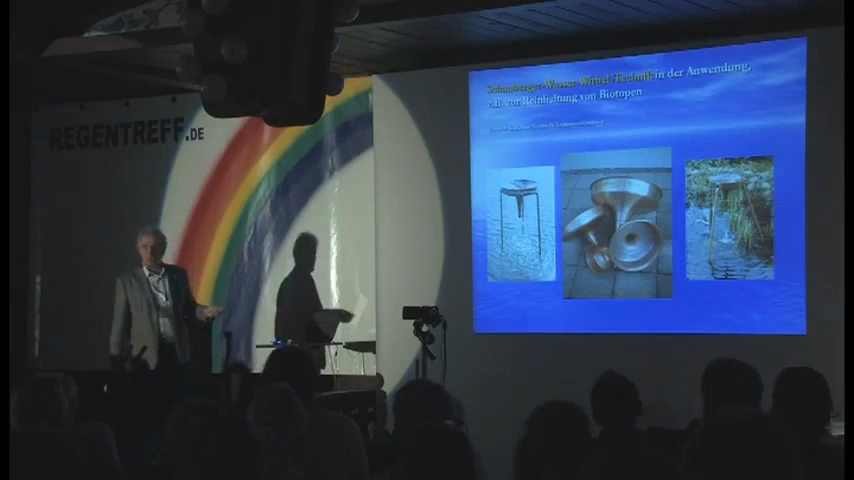 REGENTREFF.DE
Schauberger-Wasser-Wirbel-Technik in der Anwendung,
z.B. zur Reinhaltung von Biotopen